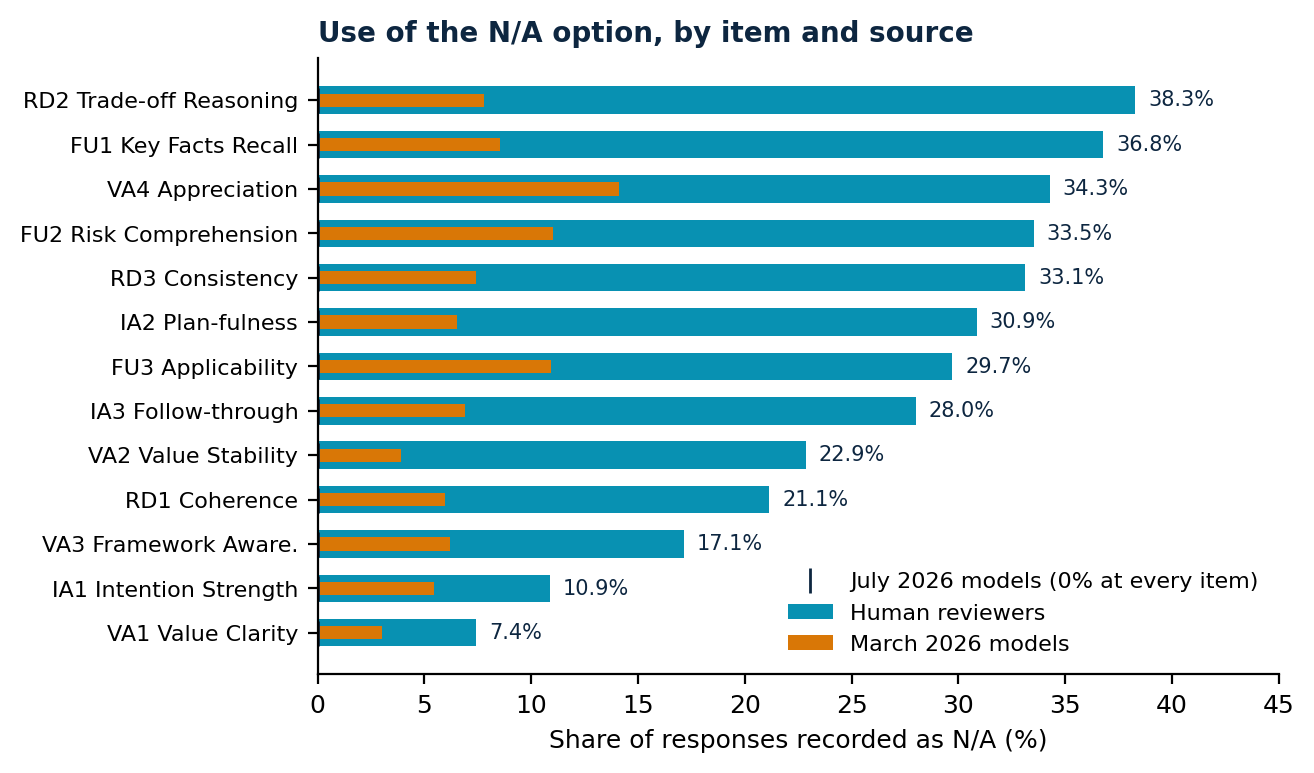 Use of the N/A option, by item and source
RD2 Trade-off Reasoning 38.3%
FU1 Key Facts Recall 36.8%
VA4 Appreciation 34.3%
FU2 Risk Comprehension 33.5%
RD3 Consistency 33.1%
IA2 Plan-fulness 30.9%
FU3 Applicability 29.7%
IA3 Follow-through 28.0%
VA2 Value Stability 22.9%
RD1 Coherence 21.1%
VA3 Framework Aware. 17.1%
IA1 Intention Strength 10.9%
VA1 Value Clarity 7.4%
July 2026 models (0% at every item)
Human reviewers
March 2026 models
0 5 10 15 20 25 30 35 40 45
Share of responses recorded as N/A (%)